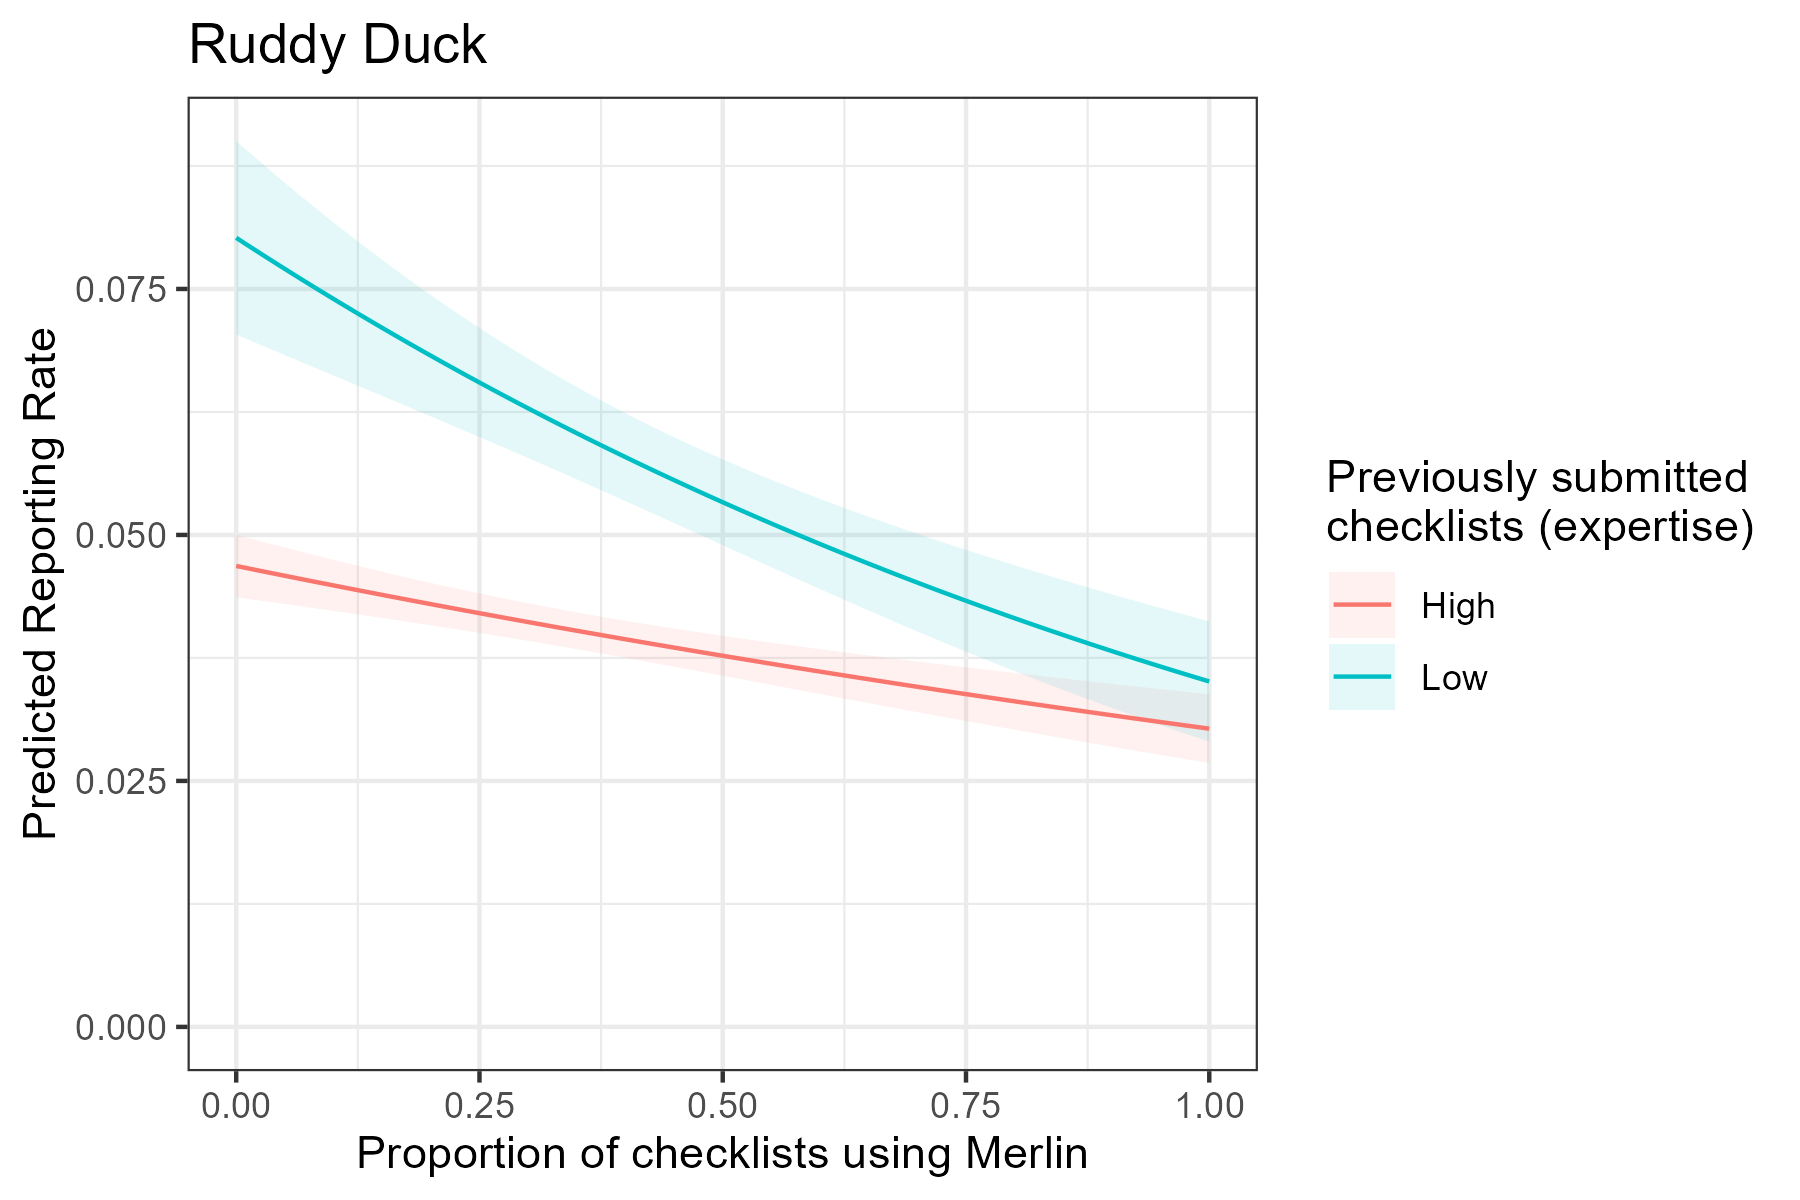 Ruddy Duck
Predicted Reporting Rate
0.075
0.050
0.025
0.000
0.00 0.25 0.50 0.75 1.00
Proportion of checklists using Merlin
Previously submitted
checklists (expertise)
High
Low